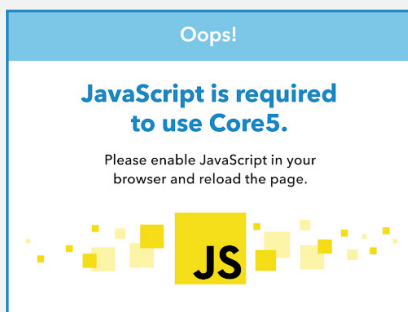 Oops!
JavaScript is required
to use Core5.
Please enable JavaScript in your
browser and reload the page.
JS